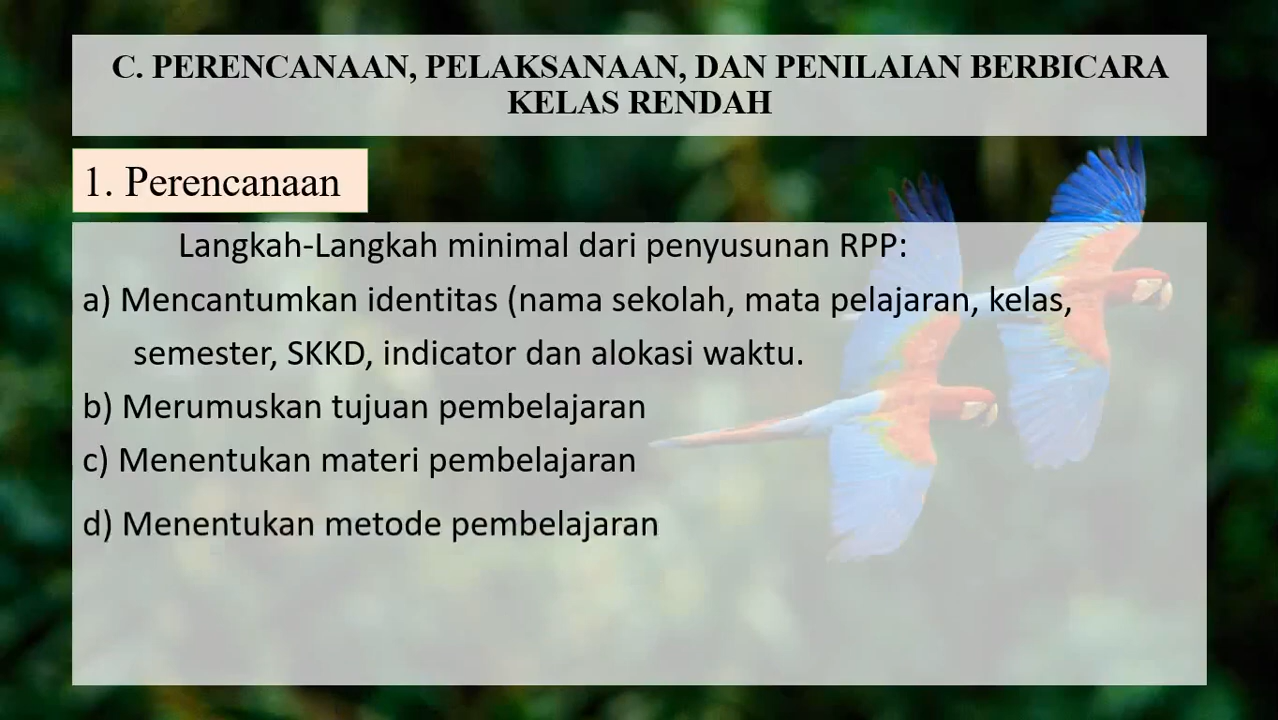 C. PERENCANAAN, PELAKSANAAN, DAN PENILAIAN BERBICARA
KELAS RENDAH
1. Perencanaan
Langkah-Langkah minimal dari penyusunan RPP:
a) Mencantumkan identitas (nama sekolah, mata pelajaran, kelas,
semester, SKKD, indicator dan alokasi waktu.
b) Merumuskan tujuan pembelajaran
c) Menentukan materi pembelajaran
d) Menentukan metode pembelajaran